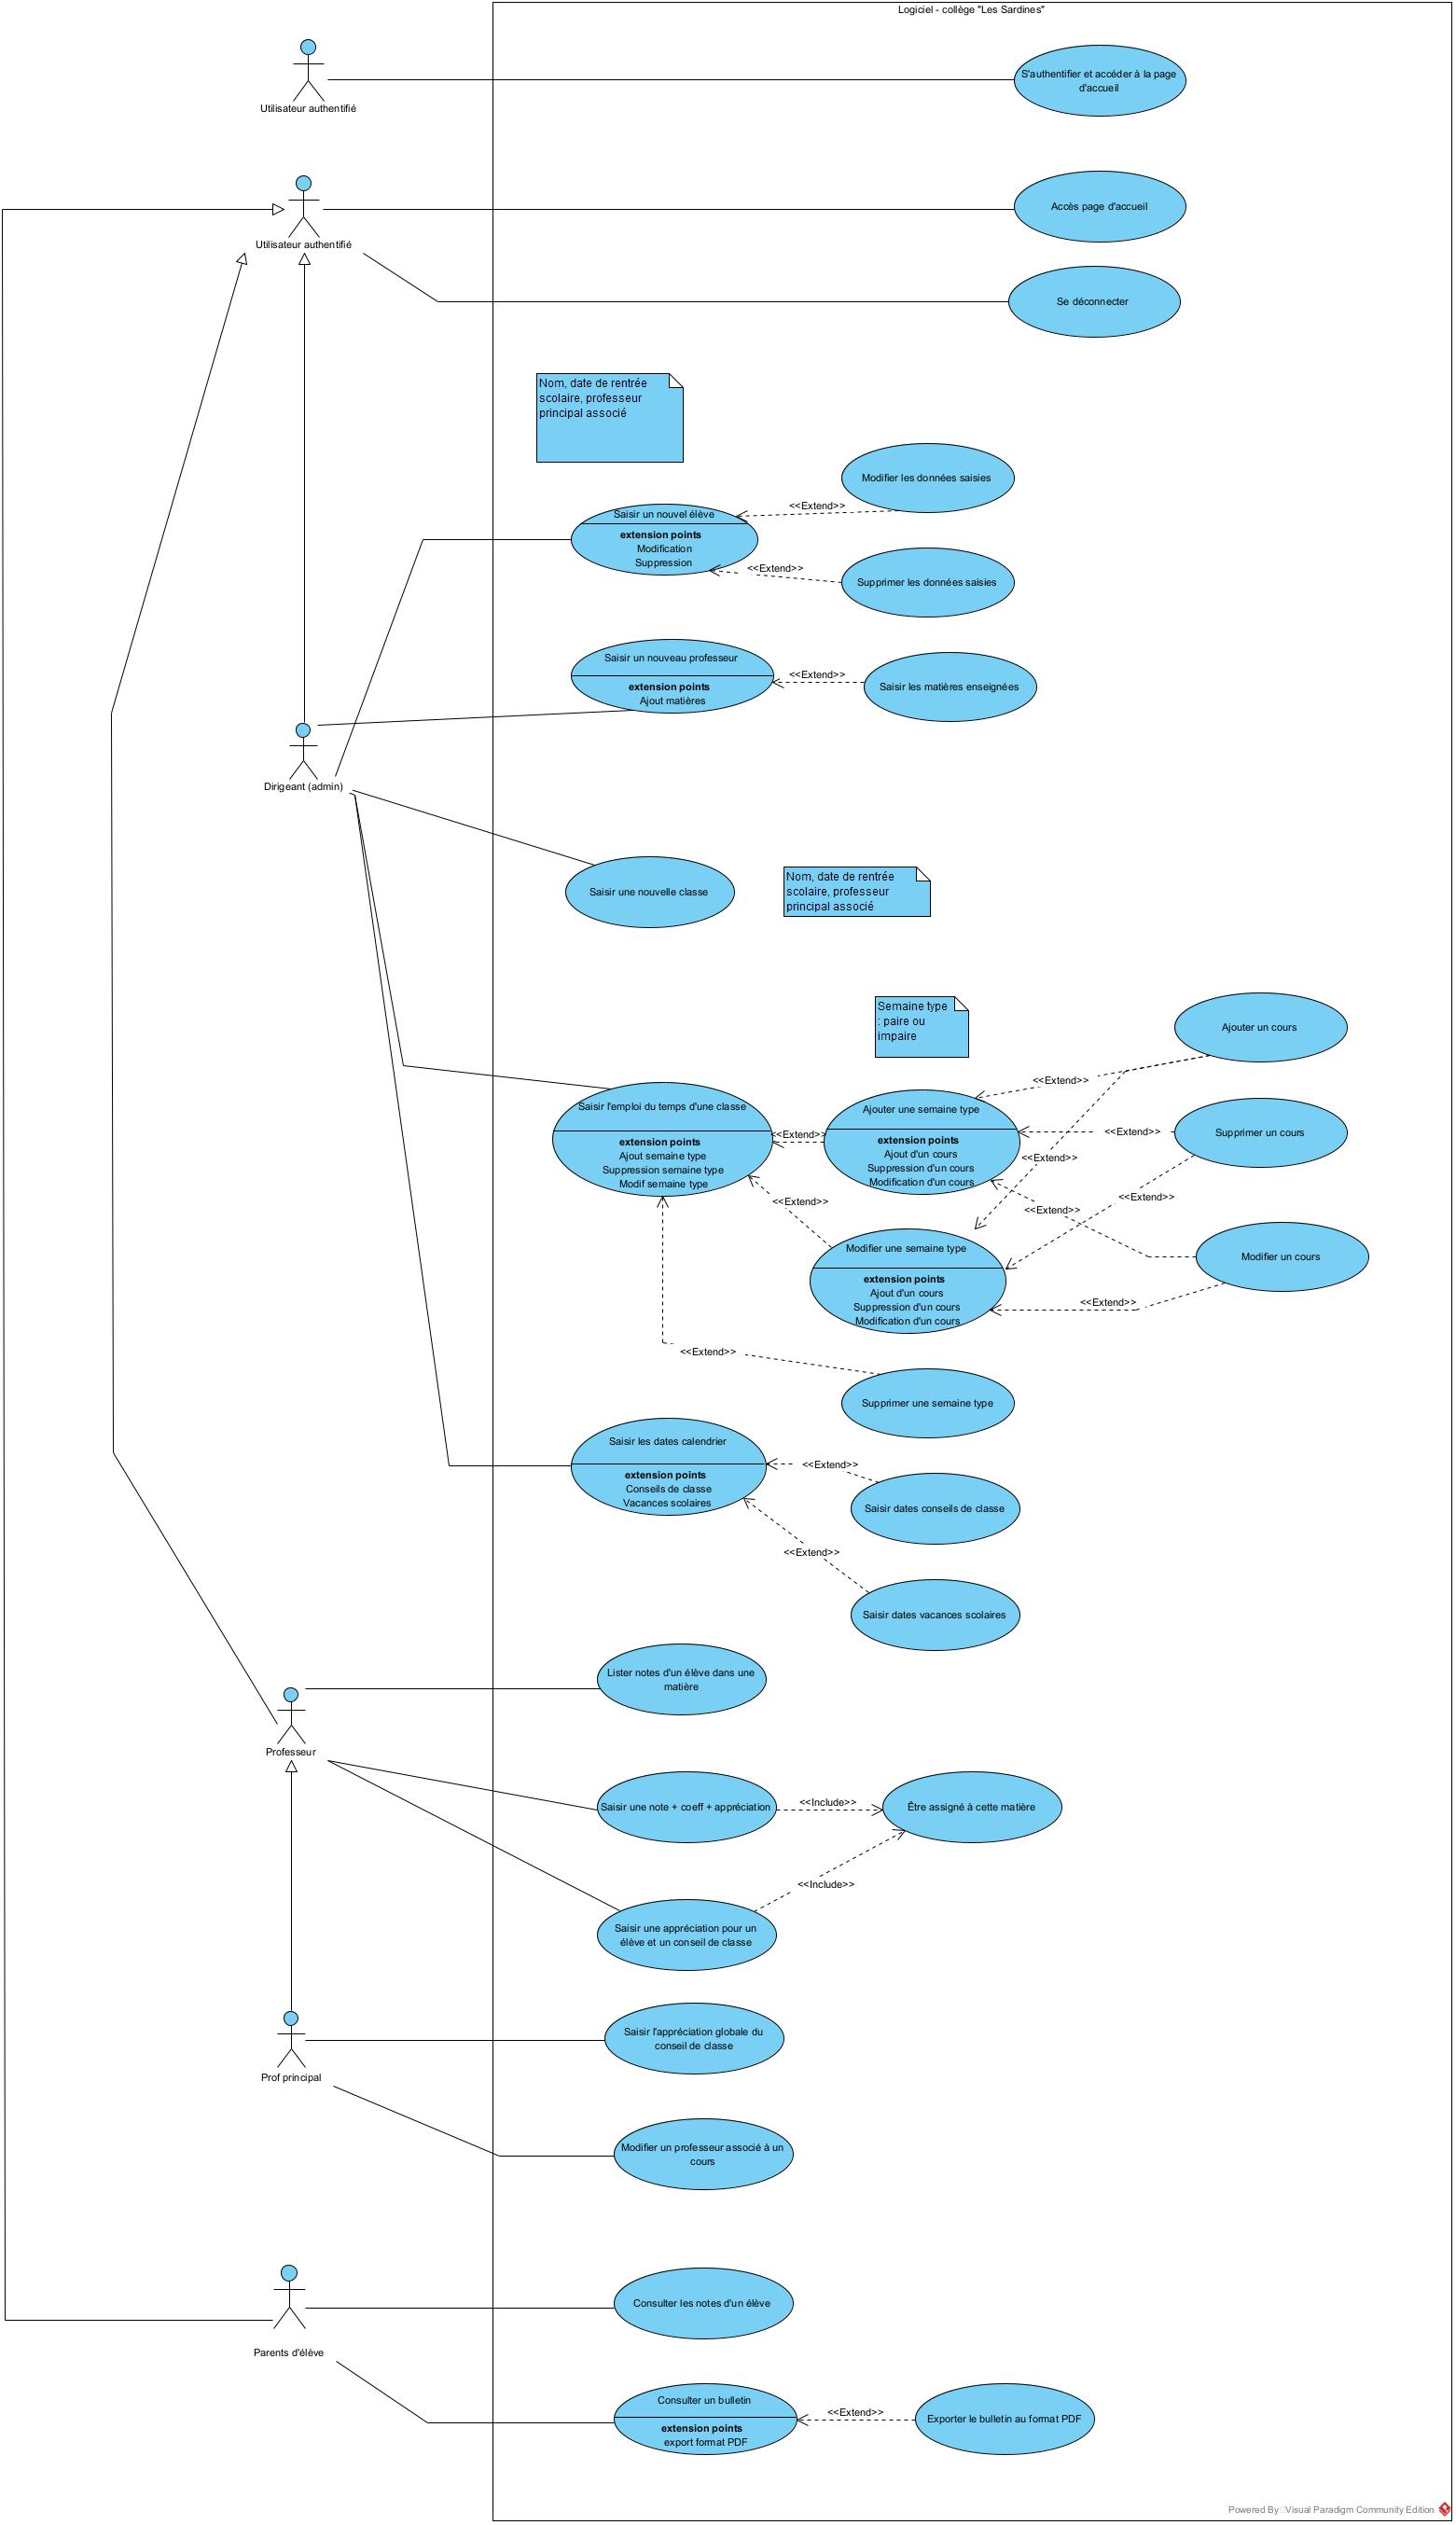 Logiciel - collège "Les Sardines"
S'authentifier et accéder à la page
d'accueil
Utilisateur authentifié
Accès page d'accueil
Utilisateur authentifié
Se déconnecter
Nom, date de rentrée
scolaire, professeur
principal associé
Modifier les données saisies
<<Extend>>
Saisir un nouvel élève
extension points
Modification
Suppression
<<Extend>>
Supprimer les données saisies
Saisir un nouveau professeur
extension points
Ajout matières
<<Extend>>
Saisir les matières enseignées
Dirigeant (admin)
Saisir une nouvelle classe
Nom, date de rentrée
scolaire, professeur
principal associé
Semaine type
: paire ou
impaire
Ajouter un cours
<<Extend>>
Saisir l'emploi du temps d'une classe
extension points
Ajout semaine type
Suppression semaine type
Modif semaine type
<<Extend>>
Ajouter une semaine type
extension points
Ajout d'un cours
Suppression d'un cours
Modification d'un cours
<<Extend>>
Supprimer un cours
<<Extend>>
<<Extend>>
<<Extend>>
<<Extend>>
Modifier une semaine type
extension points
Ajout d'un cours
Suppression d'un cours
Modification d'un cours
Modifier un cours
<<Extend>>
<<Extend>>
Supprimer une semaine type
Saisir les dates calendrier
extension points
Conseils de classe
Vacances scolaires
<<Extend>>
Saisir dates conseils de classe
<<Extend>>
Saisir dates vacances scolaires
Lister notes d'un élève dans une
matière
Professeur
Saisir une note + coeff + appréciation
<<Include>>
Être assigné à cette matière
<<Include>>
Saisir une appréciation pour un
élève et un conseil de classe
Saisir l'appréciation globale du
conseil de classe
Prof principal
Modifier un professeur associé à un
cours
Consulter les notes d'un élève
Parents d'élève
Consulter un bulletin
extension points
export format PDF
<<Extend>>
Exporter le bulletin au format PDF
Powered By: Visual Paradigm Community Edition